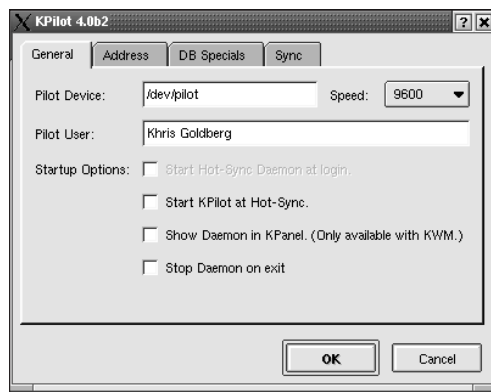 KPilot 4.0b2
General Address DB Specials Sync
Pilot Device: /dev/pilot Speed: 9600
Pilot User: Khris Goldberg
Startup Options: Start Hot-Sync Daemon at login.
Start KPilot at Hot-Sync.
Show Daemon in KPanel. (Only available with KWM.)
Stop Daemon on exit
OK Cancel